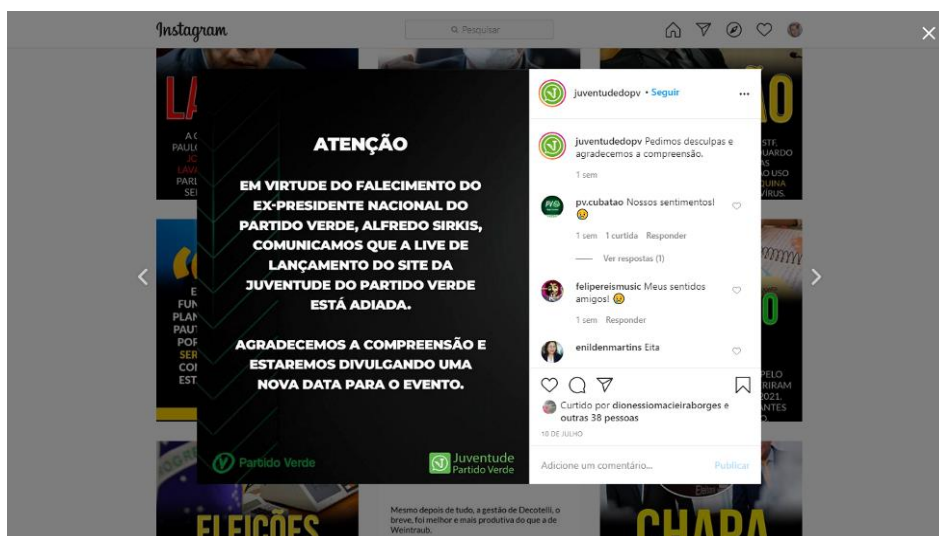 Instagram
Pesquisar
ATENÇÃO
EM VIRTUDE DO FALECIMENTO DO
EX-PRESIDENTE NACIONAL DO
PARTIDO VERDE, ALFREDO SIRKIS,
COMUNICAMOS QUE A LIVE DE
LANÇAMENTO DO SITE DA
JUVENTUDE DO PARTIDO VERDE
ESTÁ ADIADA.
AGRADECEMOS A COMPREENSÃO E
ESTAREMOS DIVULGANDO UMA
NOVA DATA PARA O EVENTO.
Partido Verde
Juventude
Partido Verde
juventudedopv • Seguir
juventudedopv Pedimos desculpas e
agradecemos a compreensão.
1 sem
pv.cubatao Nossos sentimentos!
1 sem 1 curtida Responder
Ver respostas (1)
felipereismusic Meus sentidos
amigos!
1 sem Responder
enildenmartins Eita
Curtido por dionessiomacieiraborges e
outras 38 pessoas
10 DE JULHO
Adicione um comentário...
Publicar
ELEIÇÕES
Mesmo depois de tudo, a gestão de Decotelli, o
breve, foi melhor e mais produtiva do que a de
Weintraub.
CHAPA